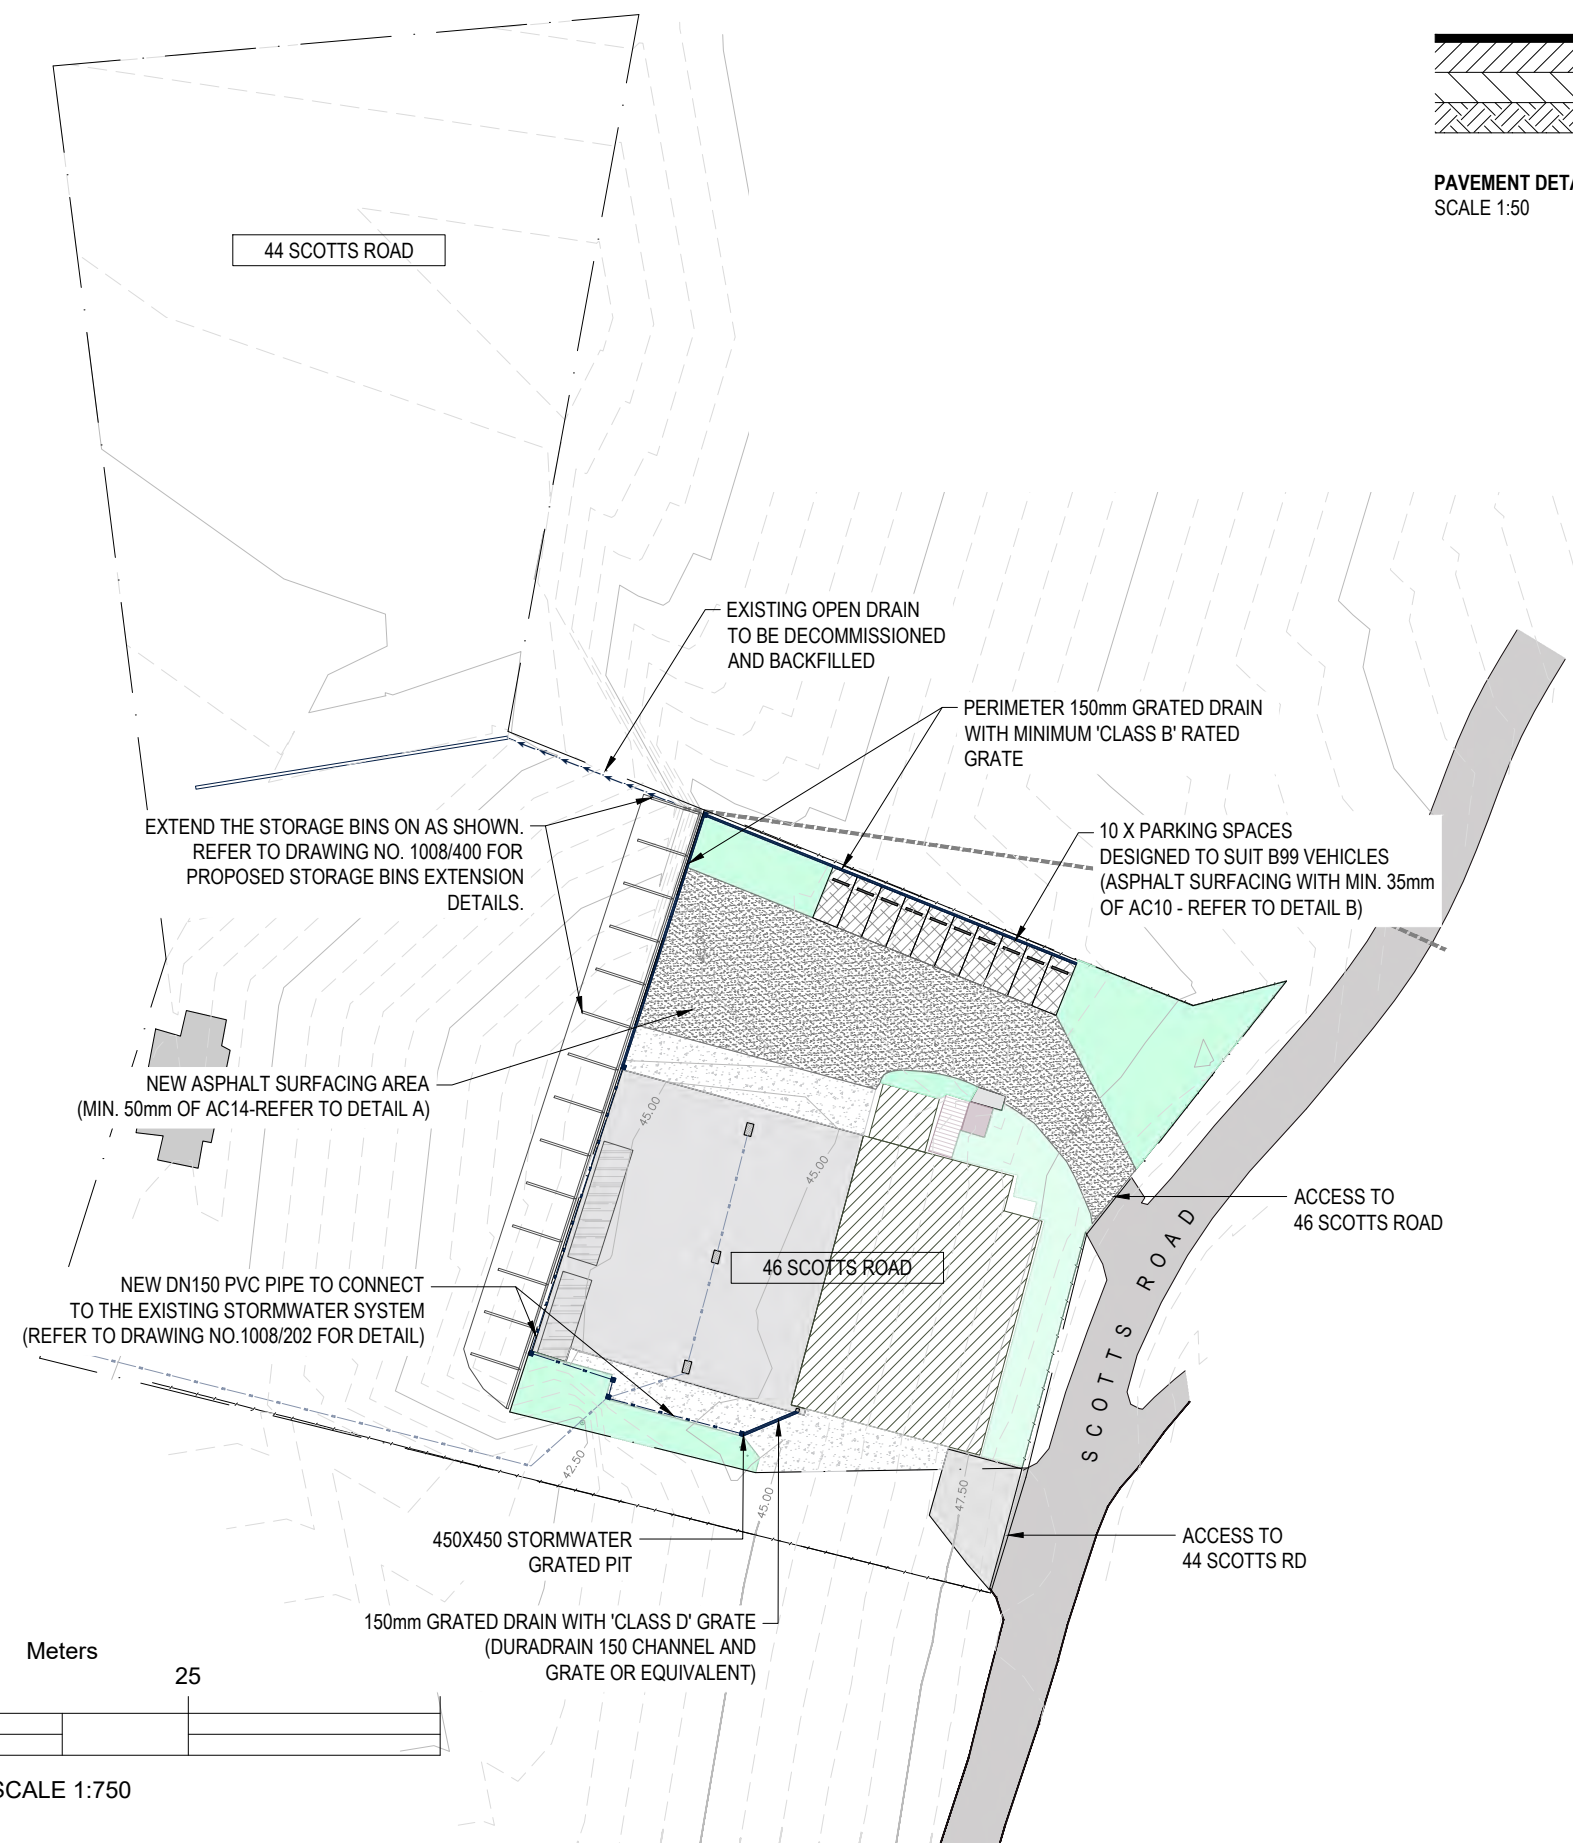 PAVEMENT DETA
SCALE 1:50
44 SCOTTS ROAD
EXISTING OPEN DRAIN
TO BE DECOMMISSIONED
AND BACKFILLED
PERIMETER 150mm GRATED DRAIN
WITH MINIMUM 'CLASS B' RATED
GRATE
EXTEND THE STORAGE BINS ON AS SHOWN.
REFER TO DRAWING NO. 1008/400 FOR
PROPOSED STORAGE BINS EXTENSION
DETAILS.
10 X PARKING SPACES
DESIGNED TO SUIT B99 VEHICLES
(ASPHALT SURFACING WITH MIN. 35mm
OF AC10 - REFER TO DETAIL B)
NEW ASPHALT SURFACING AREA
(MIN. 50mm OF AC14-REFER TO DETAIL A)
45.00
45.00
ACCESS TO
46 SCOTTS ROAD
46 SCOTTS ROAD
SCOTTS ROAD
NEW DN150 PVC PIPE TO CONNECT
TO THE EXISTING STORMWATER SYSTEM
(REFER TO DRAWING NO.1008/202 FOR DETAIL)
42.50
45.00
47.50
450X450 STORMWATER
GRATED PIT
ACCESS TO
44 SCOTTS RD
150mm GRATED DRAIN WITH 'CLASS D' GRATE
(DURADRAIN 150 CHANNEL AND
GRATE OR EQUIVALENT)
Meters
25
SCALE 1:750